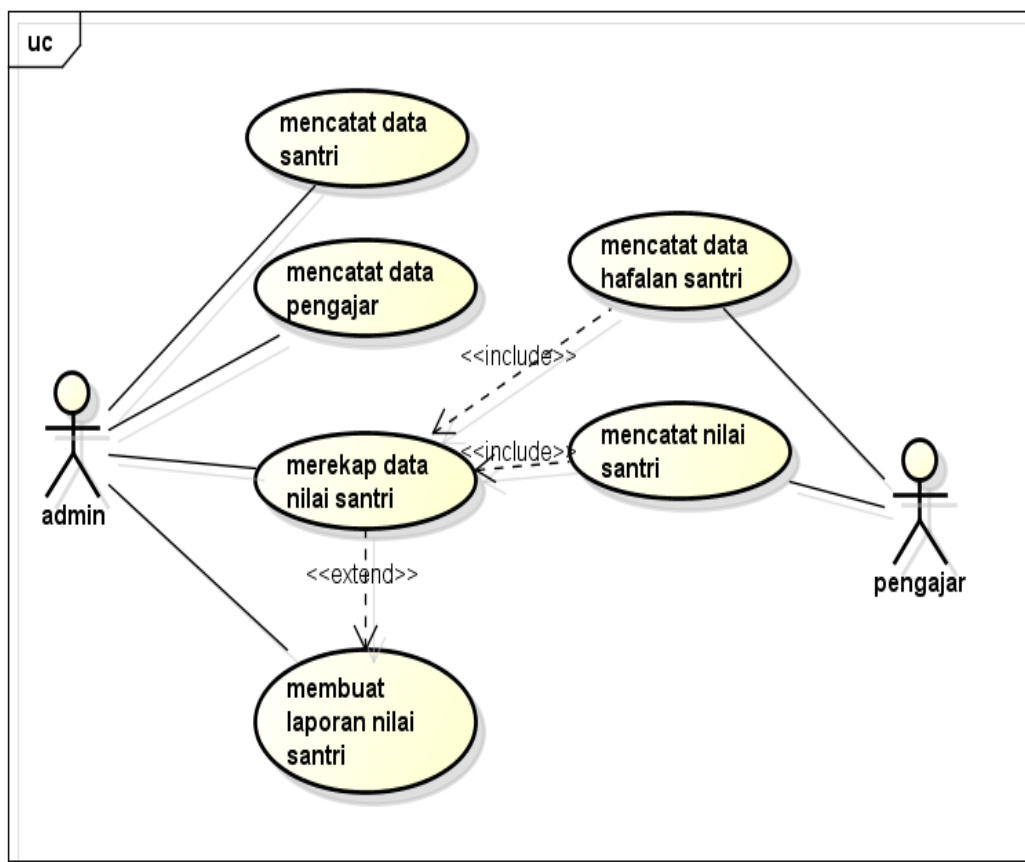 uc
mencatat data
santri
mencatat data
pengajar
mencatat data
hafalan santri
<<include>>
<<include>>
mencatat nilai
santri
merekap data
nilai santri
admin
pengajar
<<extend>>
membuat
laporan nilai
santri